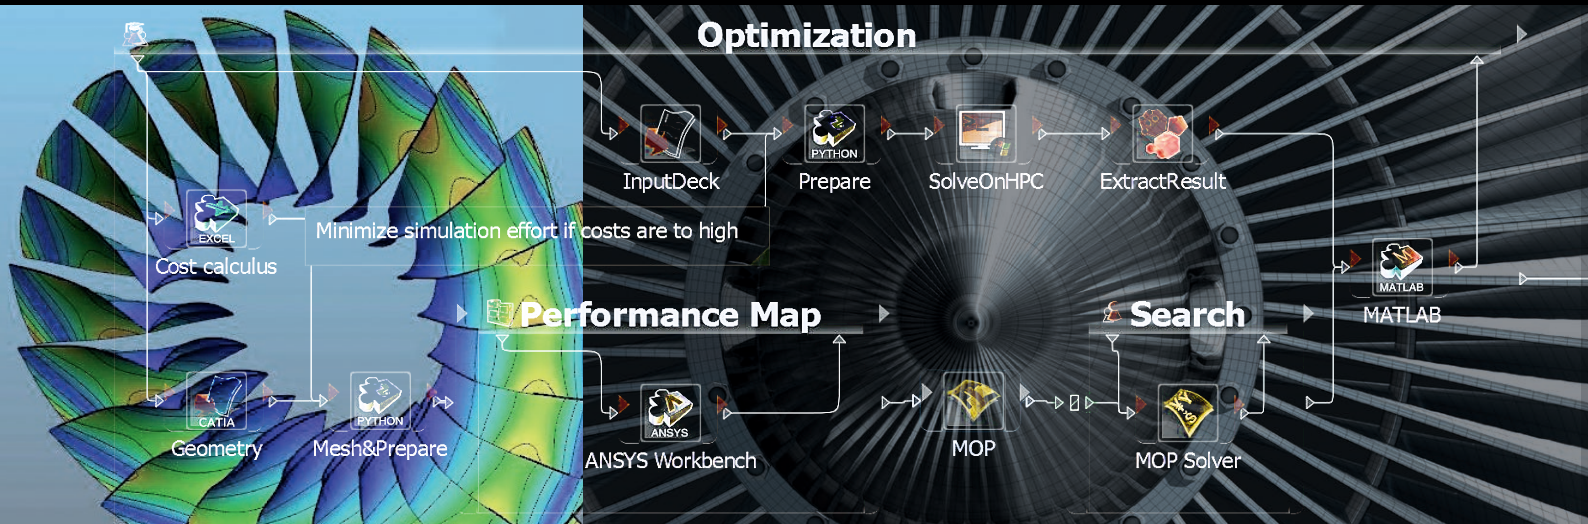 Optimization
InputDeck
PYTHON
Prepare
SolveOnHPC
ExtractResult
EXCEL
Cost calculus
Minimize simulation effort if costs are to high
MATLAB
MATLAB
Performance Map
Search
CATIA
Geometry
PYTHON
Mesh&Prepare
ANSYS
ANSYS Workbench
MOP
MOP Solver